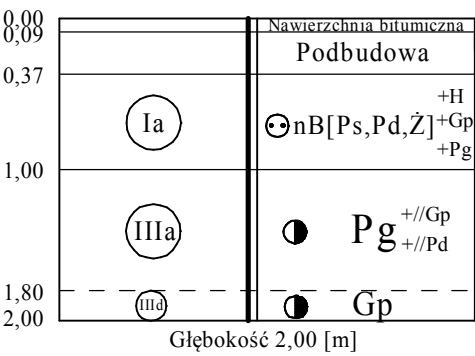 0,00 Nawierzchnia bitumiczna
0,09
Podbudowa
0,37
Ia nB[Ps,Pd,Ż] +H +Gp +Pg
1,00
IIIa Pg +//Gp +//Pd
1,80
IIId Gp
2,00
Głębokość 2,00 [m]